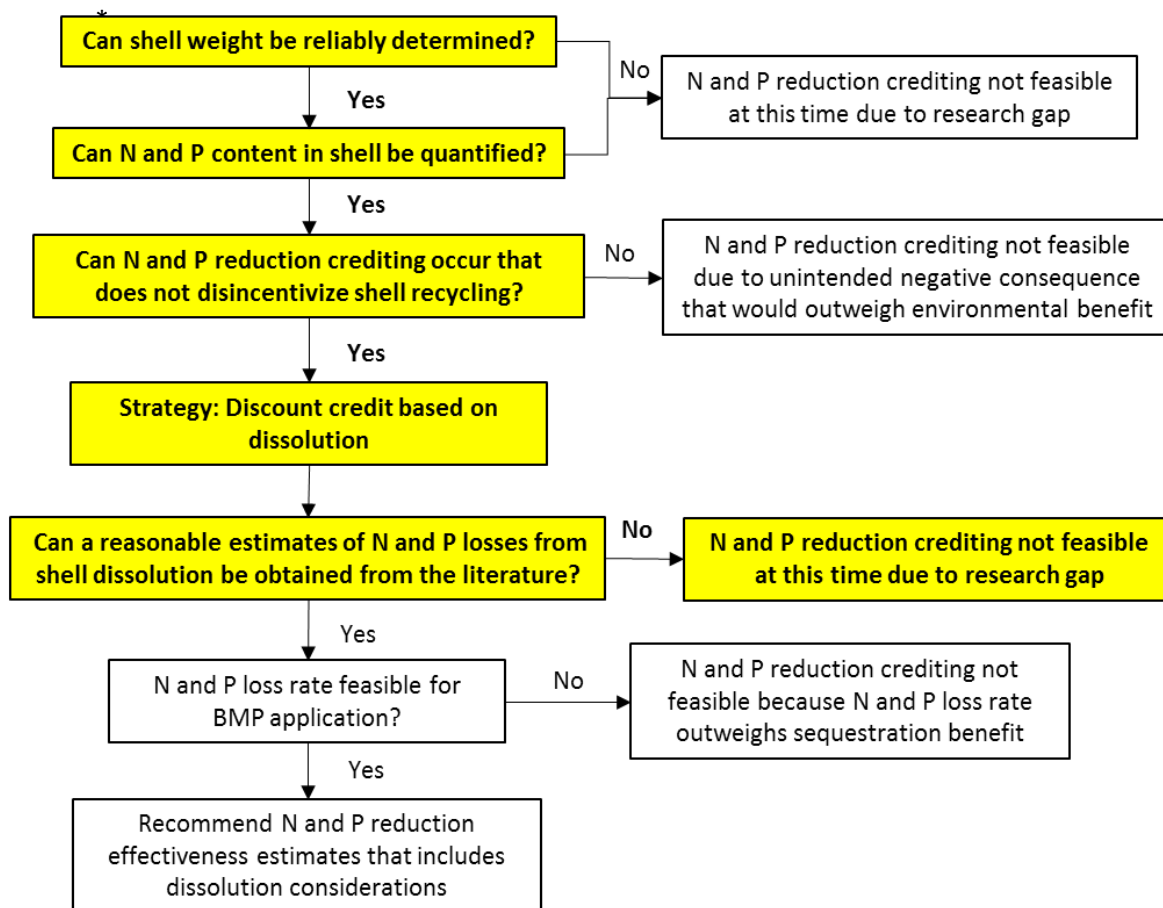 *
Can shell weight be reliably determined?
No
N and P reduction crediting not feasible
at this time due to research gap
Yes
Can N and P content in shell be quantified?
Yes
Can N and P reduction crediting occur that
does not disincentivize shell recycling?
No
N and P reduction crediting not feasible
due to unintended negative consequence
that would outweigh environmental benefit
Yes
Strategy: Discount credit based on
dissolution
Can a reasonable estimates of N and P losses from
shell dissolution be obtained from the literature?
No
N and P reduction crediting not feasible
at this time due to research gap
Yes
N and P loss rate feasible for
BMP application?
No
N and P reduction crediting not
feasible because N and P loss rate
outweighs sequestration benefit
Yes
Recommend N and P reduction
effectiveness estimates that includes
dissolution considerations